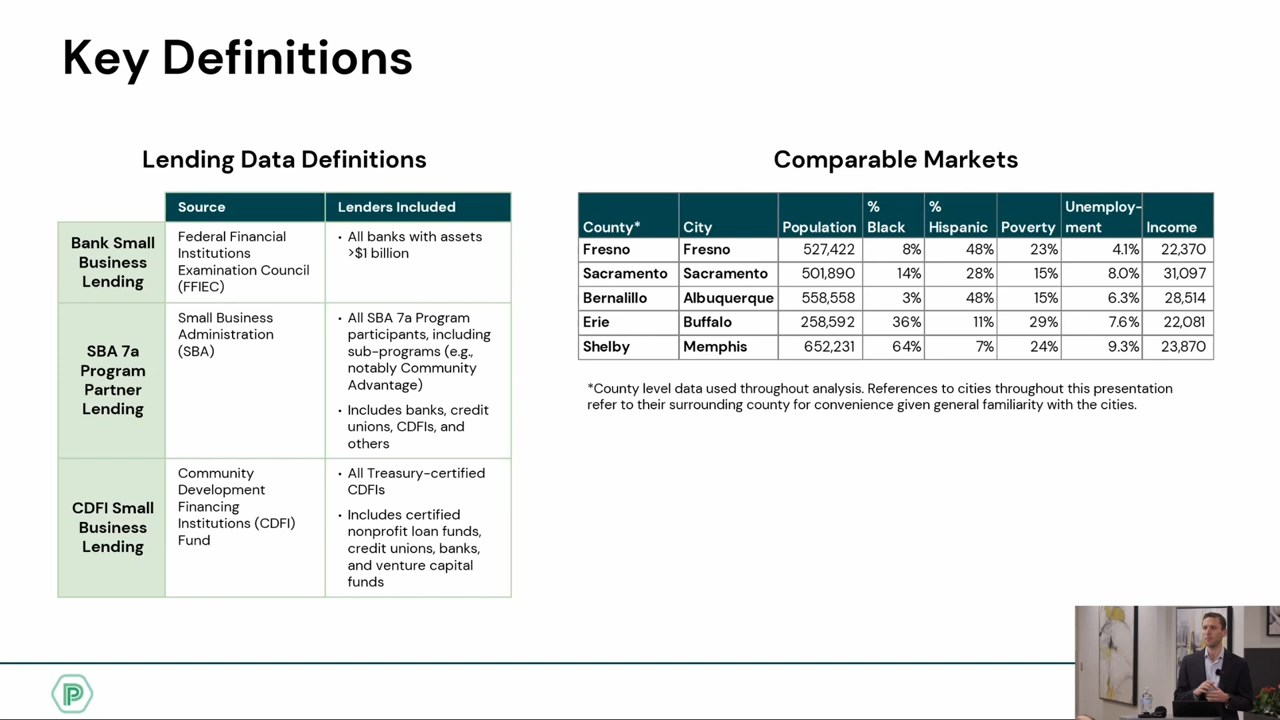 Key Definitions
Lending Data Definitions
Source
Lenders Included
Bank Small
Business
Lending
Federal Financial
Institutions
Examination Council
(FFIEC)
• All banks with assets
>$1 billion
SBA 7a
Program
Partner
Lending
Small Business
Administration
(SBA)
• All SBA 7a Program
participants, including
sub-programs (e.g.,
notably Community
Advantage)
• Includes banks, credit
unions, CDFIs, and
others
CDFI Small
Business
Lending
Community
Development
Financing
Institutions (CDFI)
Fund
• All Treasury-certified
CDFIs
• Includes certified
nonprofit loan funds,
credit unions, banks,
and venture capital
funds
Comparable Markets
County* City Population % Black % Hispanic Poverty Unemploy-ment Income
Fresno Fresno 527,422 8% 48% 23% 4.1% 22,370
Sacramento Sacramento 501,890 14% 28% 15% 8.0% 31,097
Bernalillo Albuquerque 558,558 3% 48% 15% 6.3% 28,514
Erie Buffalo 258,592 36% 11% 29% 7.6% 22,081
Shelby Memphis 652,231 64% 7% 24% 9.3% 23,870
*County level data used throughout analysis. References to cities throughout this presentation
refer to their surrounding county for convenience given general familiarity with the cities.